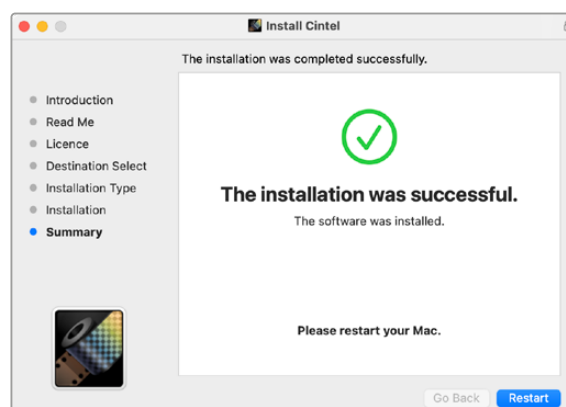 Install Cintel
The installation was completed successfully.
Introduction
Read Me
Licence
Destination Select
Installation Type
Installation
Summary
The installation was successful.
The software was installed.
Please restart your Mac.
Go Back
Restart